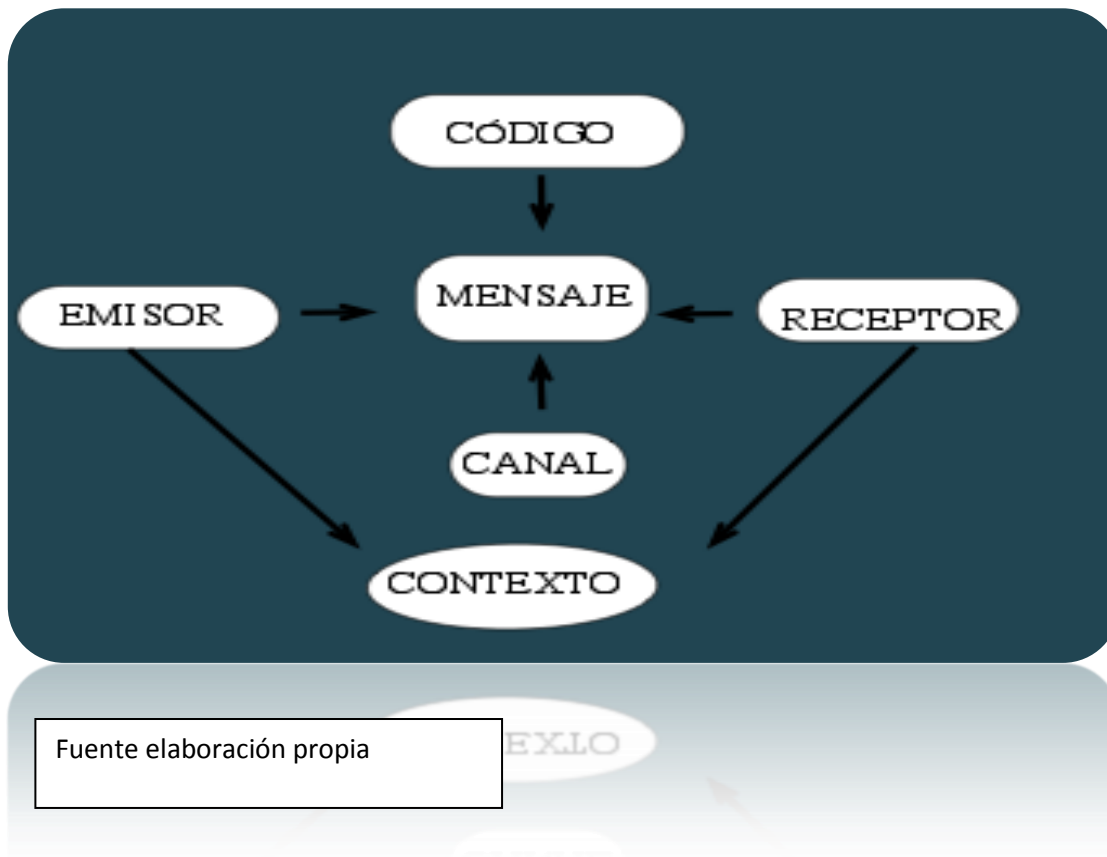 CÓDIGO
MENSAJE
EMISOR
RECEPTOR
CANAL
CONTEXTO
Fuente elaboración propia